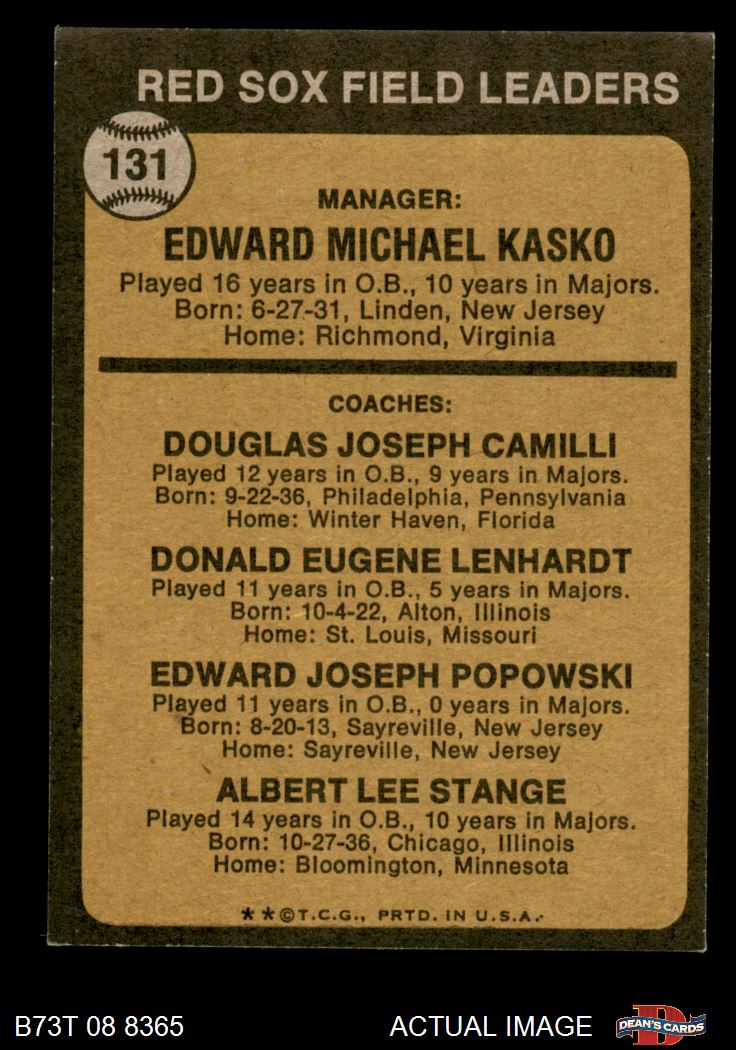 RED SOX FIELD LEADERS
131
MANAGER:
EDWARD MICHAEL KASKO
Played 16 years in O.B., 10 years in Majors.
Born: 6-27-31, Linden, New Jersey
Home: Richmond, Virginia
COACHES:
DOUGLAS JOSEPH CAMILLI
Played 12 years in O.B., 9 years in Majors.
Born: 9-22-36, Philadelphia, Pennsylvania
Home: Winter Haven, Florida
DONALD EUGENE LENHARDT
Played 11 years in O.B., 5 years in Majors.
Born: 10-4-22, Alton, Illinois
Home: St. Louis, Missouri
EDWARD JOSEPH POPOWSKI
Played 11 years in O.B., 0 years in Majors.
Born: 8-20-13, Sayreville, New Jersey
Home: Sayreville, New Jersey
ALBERT LEE STANGE
Played 14 years in O.B., 10 years in Majors.
Born: 10-27-36, Chicago, Illinois
Home: Bloomington, Minnesota
**©T.C.G., PRTD. IN U.S.A.
B73T 08 8365 ACTUAL IMAGE D DEAN'S CARDS